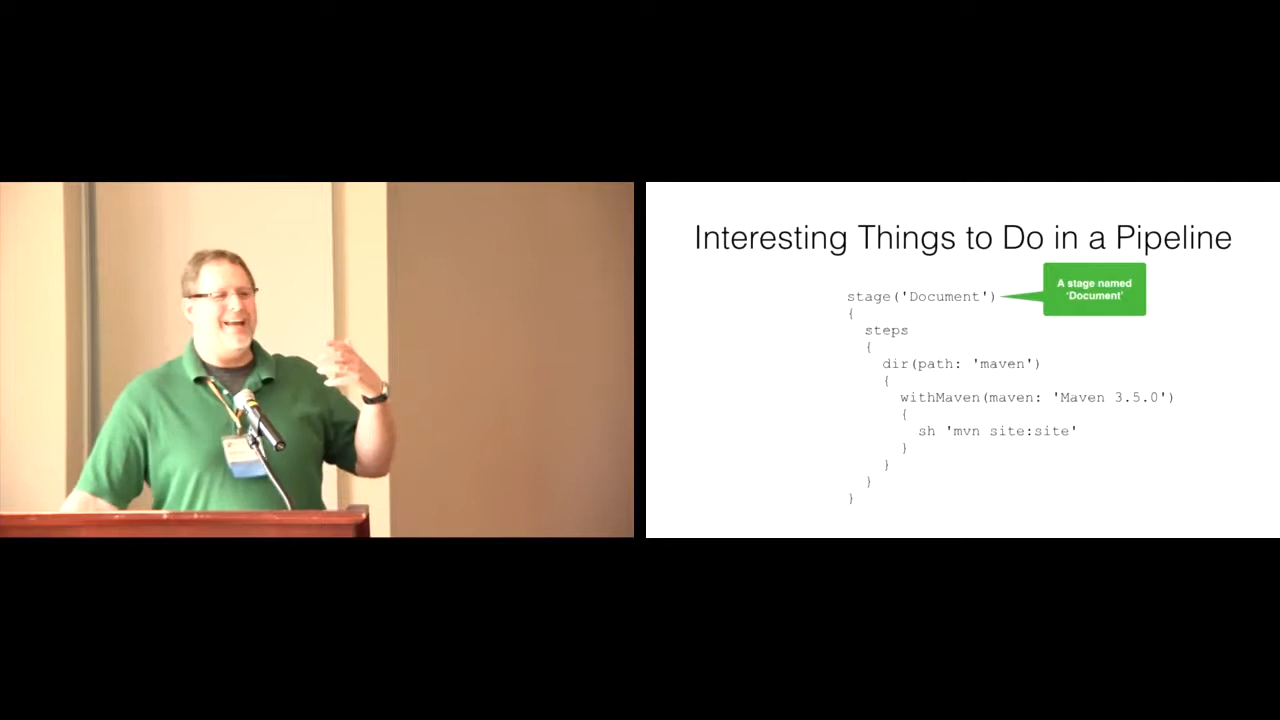 Interesting Things to Do in a Pipeline
stage('Document')
A stage named
'Document'
{
steps
{
dir(path: 'maven')
{
withMaven(maven: 'Maven 3.5.0')
{
sh 'mvn site:site'
}
}
}
}